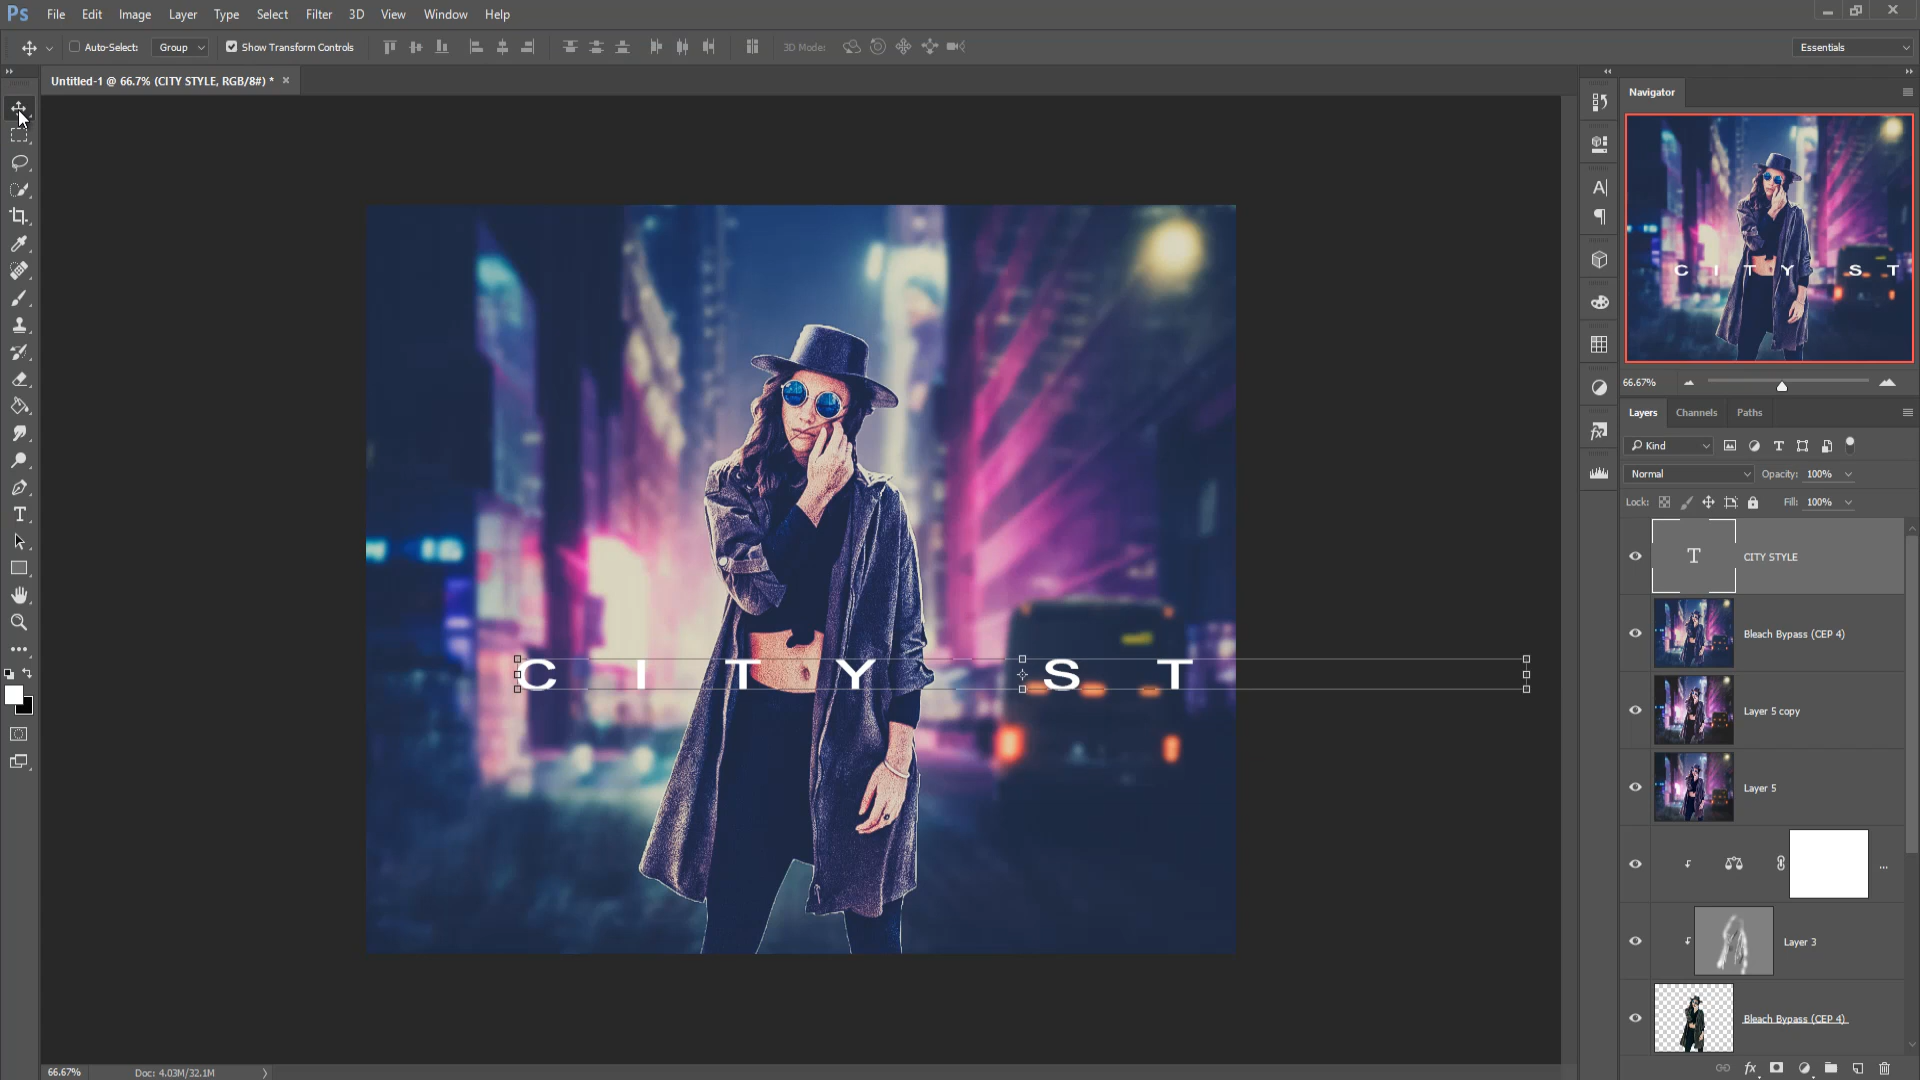 Ps File Edit Image Layer Type Select Filter 3D View Window Help
Auto-Select: Group Show Transform Controls 3D Mode: Essentials
Untitled-1 @ 66.7% (CITY STYLE, RGB/8#) * ×
Navigator
C I T Y S T
66.67%
Layers Channels Paths
Kind
Normal Opacity: 100%
Lock: Fill: 100%
T CITY STYLE
Bleach Bypass (CEP 4)
Layer 5 copy
Layer 5
...
Layer 3
Bleach Bypass (CEP 4)
C I T Y S T
66.67% Doc: 4.03M/32.1M
fx